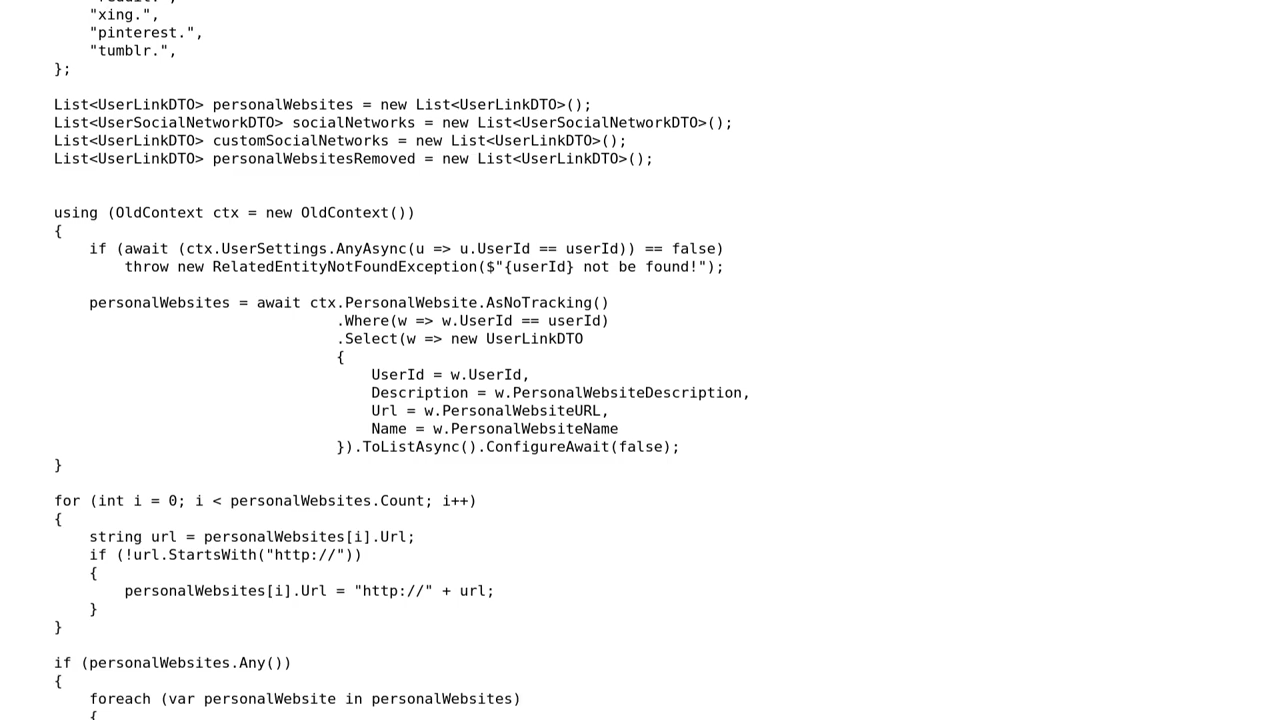 "xing.",
"pinterest.",
"tumblr.",
};
List<UserLinkDTO> personalWebsites = new List<UserLinkDTO>();
List<UserSocialNetworkDTO> socialNetworks = new List<UserSocialNetworkDTO>();
List<UserLinkDTO> customSocialNetworks = new List<UserLinkDTO>();
List<UserLinkDTO> personalWebsitesRemoved = new List<UserLinkDTO>();
using (OldContext ctx = new OldContext())
{
if (await (ctx.UserSettings.AnyAsync(u => u.UserId == userId)) == false)
throw new RelatedEntityNotFoundException($"{userId} not be found!");
personalWebsites = await ctx.PersonalWebsite.AsNoTracking()
.Where(w => w.UserId == userId)
.Select(w => new UserLinkDTO
{
UserId = w.UserId,
Description = w.PersonalWebsiteDescription,
Url = w.PersonalWebsiteURL,
Name = w.PersonalWebsiteName
}).ToListAsync().ConfigureAwait(false);
}
for (int i = 0; i < personalWebsites.Count; i++)
{
string url = personalWebsites[i].Url;
if (!url.StartsWith("http://"))
{
personalWebsites[i].Url = "http://" + url;
}
}
if (personalWebsites.Any())
{
foreach (var personalWebsite in personalWebsites)
{